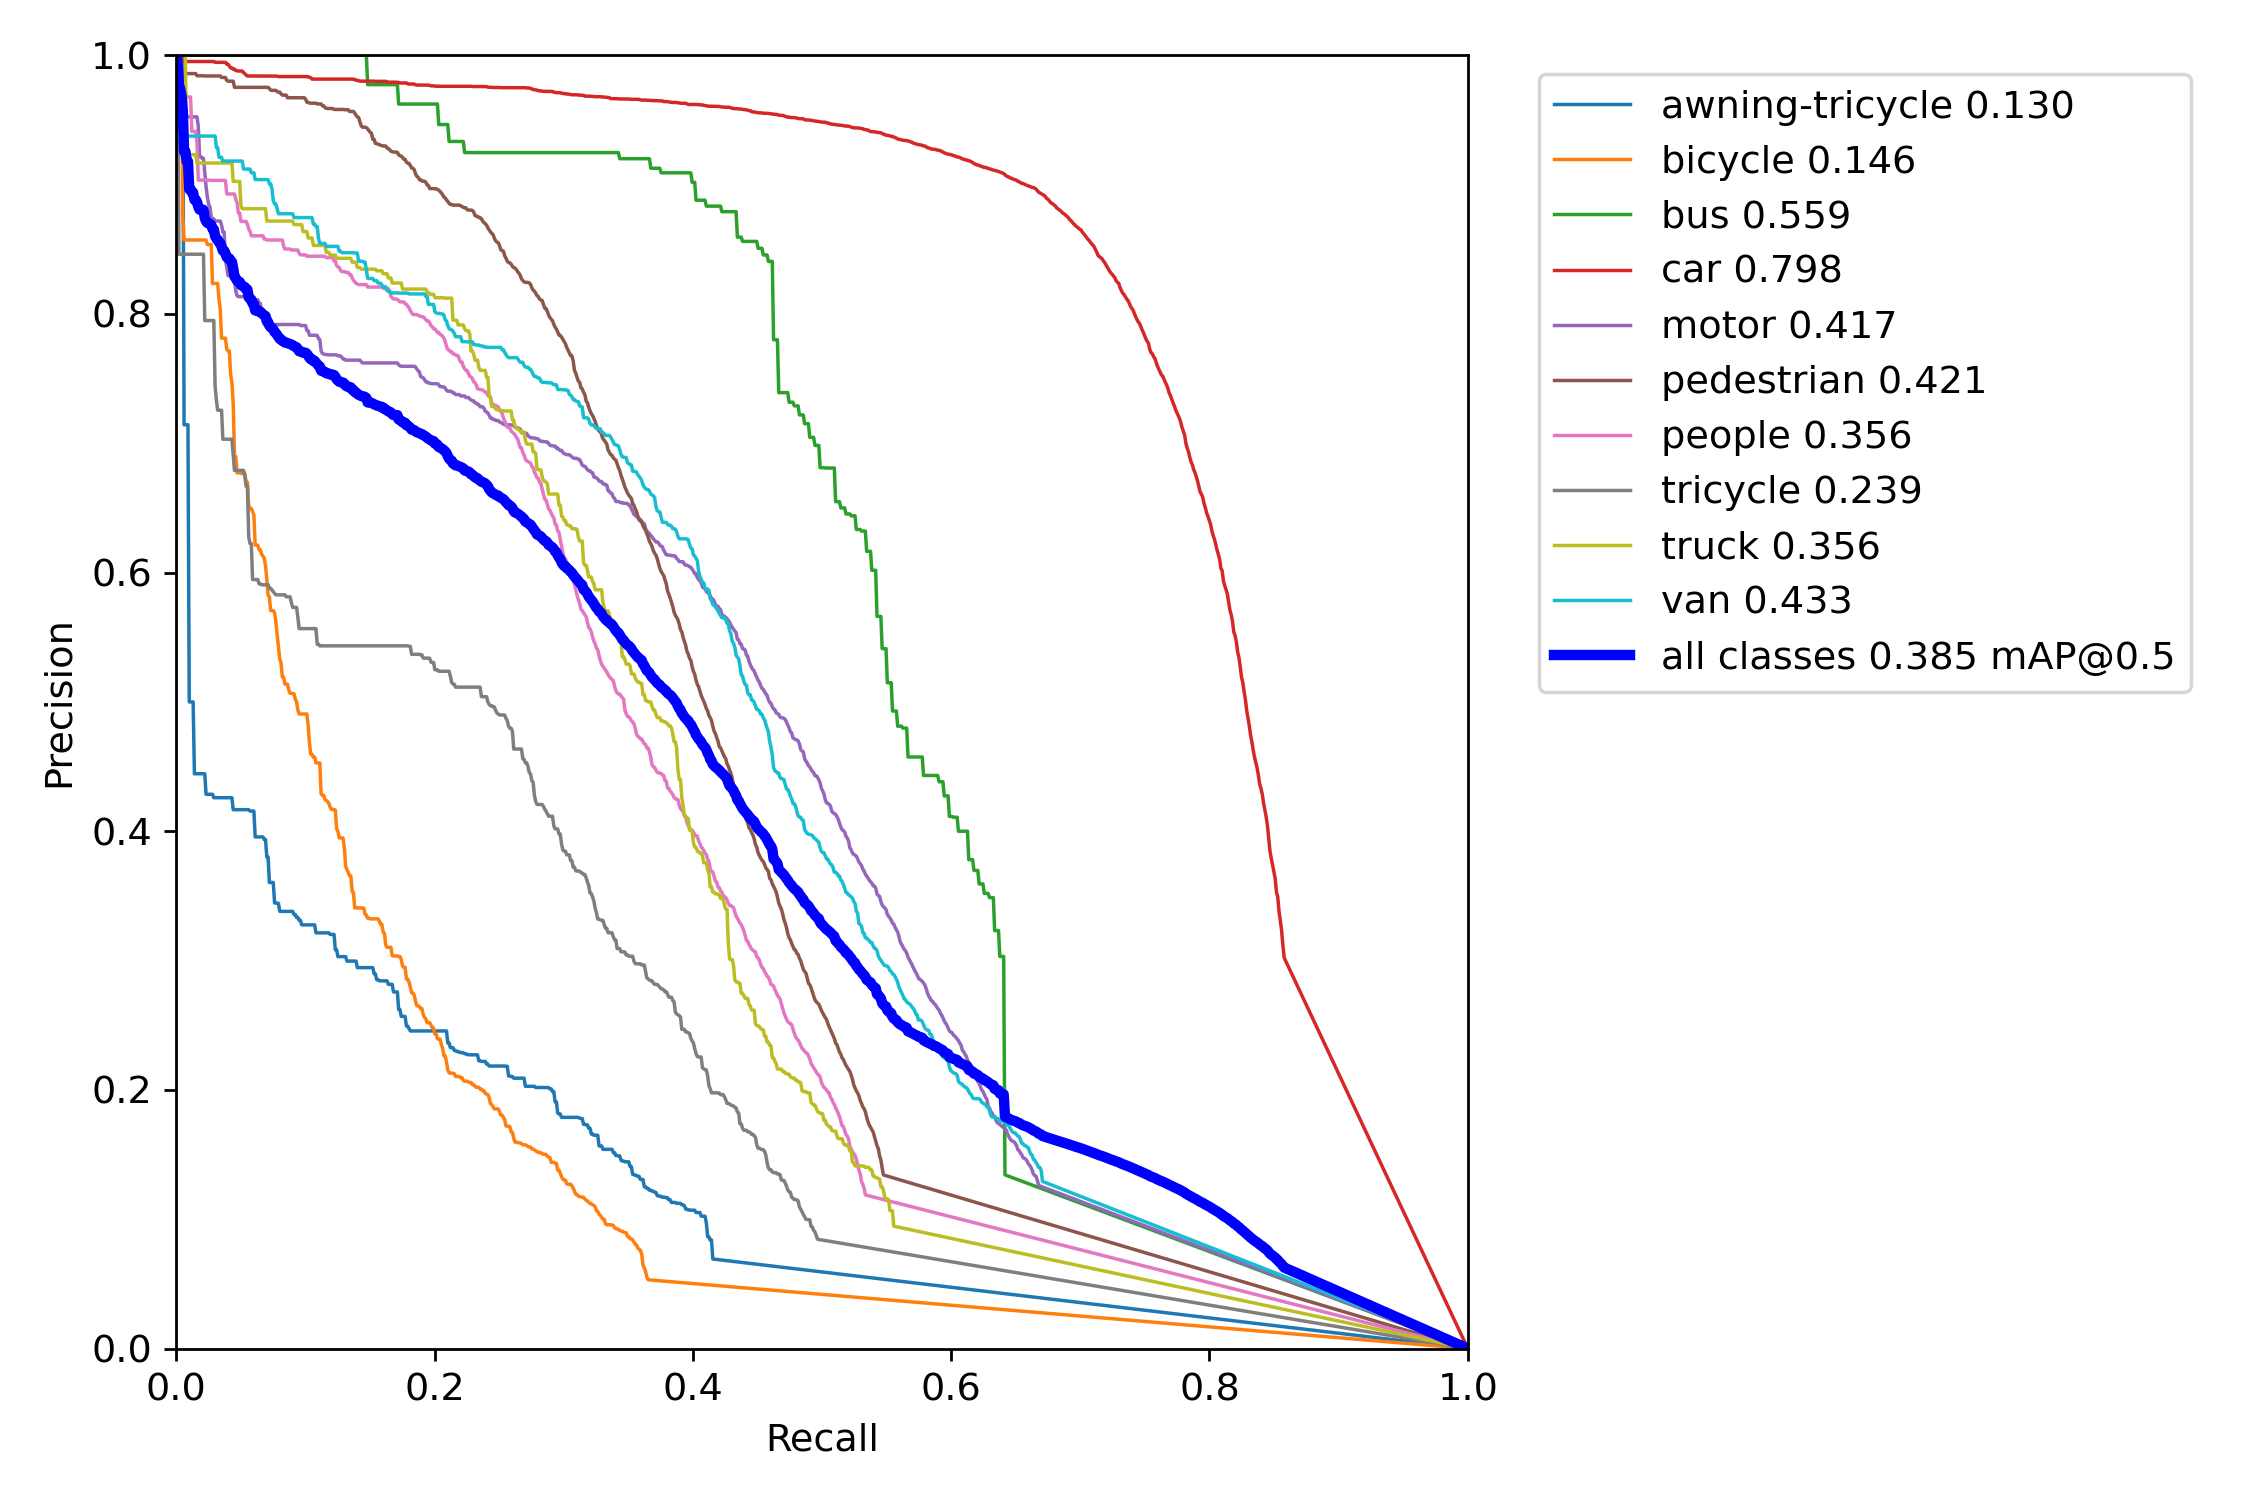 1.0
0.8
0.6
0.4
0.2
0.0
Precision
0.0 0.2 0.4 0.6 0.8 1.0
Recall
awning-tricycle 0.130
bicycle 0.146
bus 0.559
car 0.798
motor 0.417
pedestrian 0.421
people 0.356
tricycle 0.239
truck 0.356
van 0.433
all classes 0.385 mAP@0.5